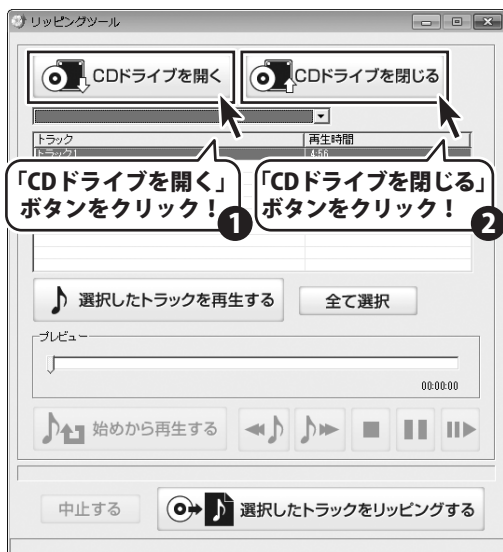 リッピングツール
CDドライブを開く
CDドライブを閉じる
トラック
再生時間
トラック1
4:56
「CDドライブを開く」
ボタンをクリック！
1
「CDドライブを閉じる」
ボタンをクリック！
2
選択したトラックを再生する
全て選択
プレビュー
00:00:00
始めから再生する
中止する
選択したトラックをリッピングする